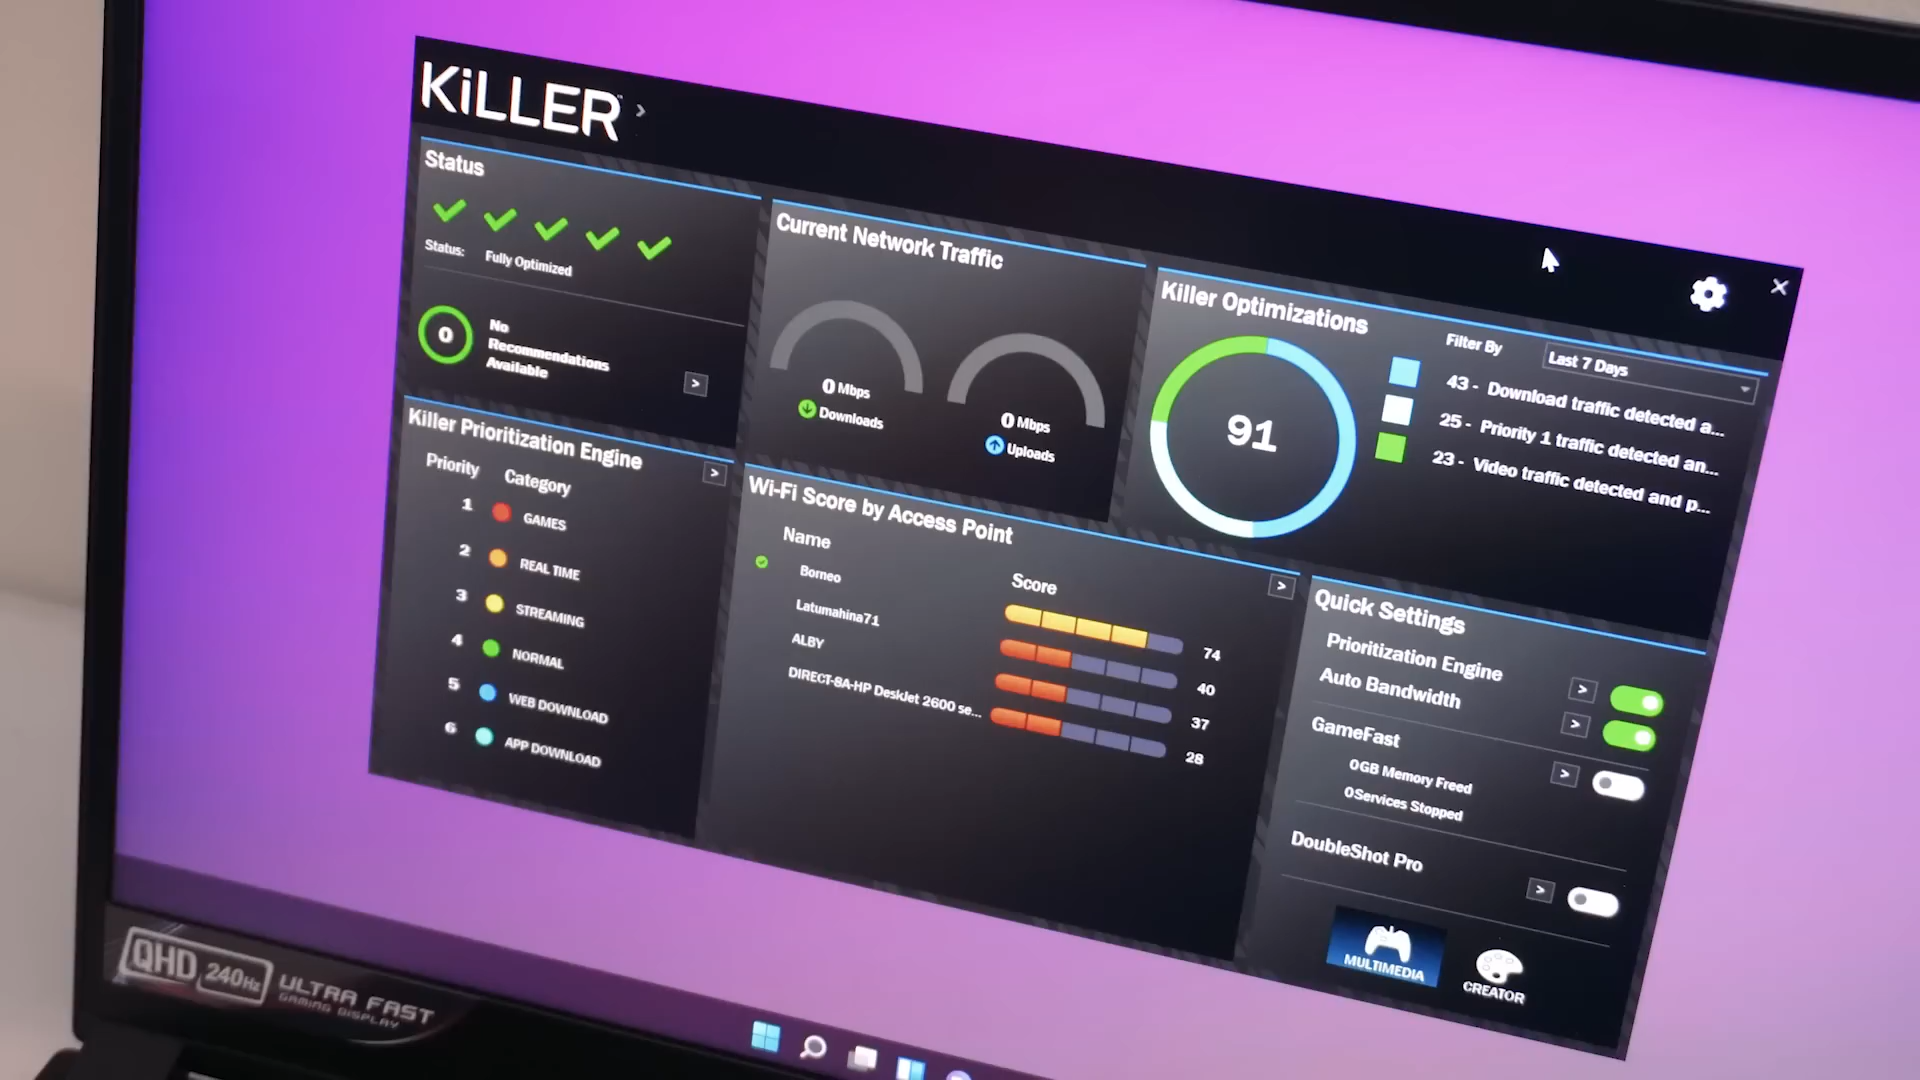 KiLLER
Status
Status: Fully Optimized
0
No
Recommendations
Available
Current Network Traffic
0 Mbps
Downloads
0 Mbps
Uploads
Killer Optimizations
Filter By
Last 7 Days
91
43 - Download traffic detected a...
25 - Priority 1 traffic detected an...
23 - Video traffic detected and p...
Killer Prioritization Engine
Priority Category
1 GAMES
2 REAL TIME
3 STREAMING
4 NORMAL
5 WEB DOWNLOAD
6 APP DOWNLOAD
Wi-Fi Score by Access Point
Name Score
Borneo 74
Latumahina71 40
ALBY 37
DIRECT-8A-HP DeskJet 2600 se... 28
Quick Settings
Prioritization Engine
Auto Bandwidth
GameFast
0GB Memory Freed
0Services Stopped
DoubleShot Pro
MULTIMEDIA
CREATOR
QHD 240Hz ULTRA FAST
GAMING DISPLAY